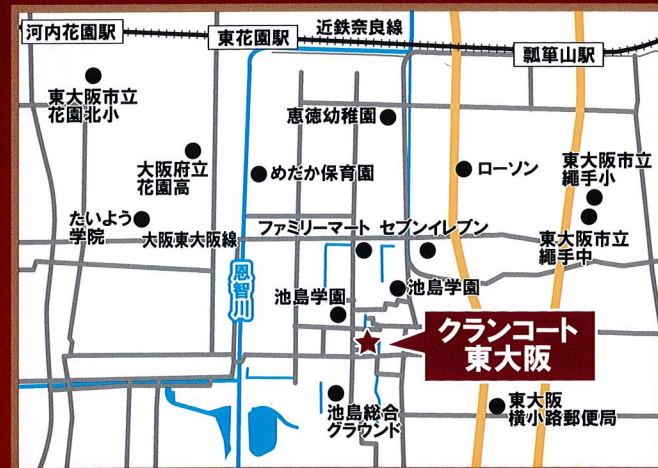 河内花園駅
東花園駅
近鉄奈良線
瓢箪山駅
東大阪市立
花園北小
恵徳幼稚園
大阪府立
花園高
めだか保育園
ローソン
東大阪市立
縄手小
たいよう
学院
大阪東大阪線
ファミリーマート
セブンイレブン
東大阪市立
縄手中
恩智川
池島学園
池島学園
クランコート
東大阪
池島総合
グラウンド
東大阪
横小路郵便局